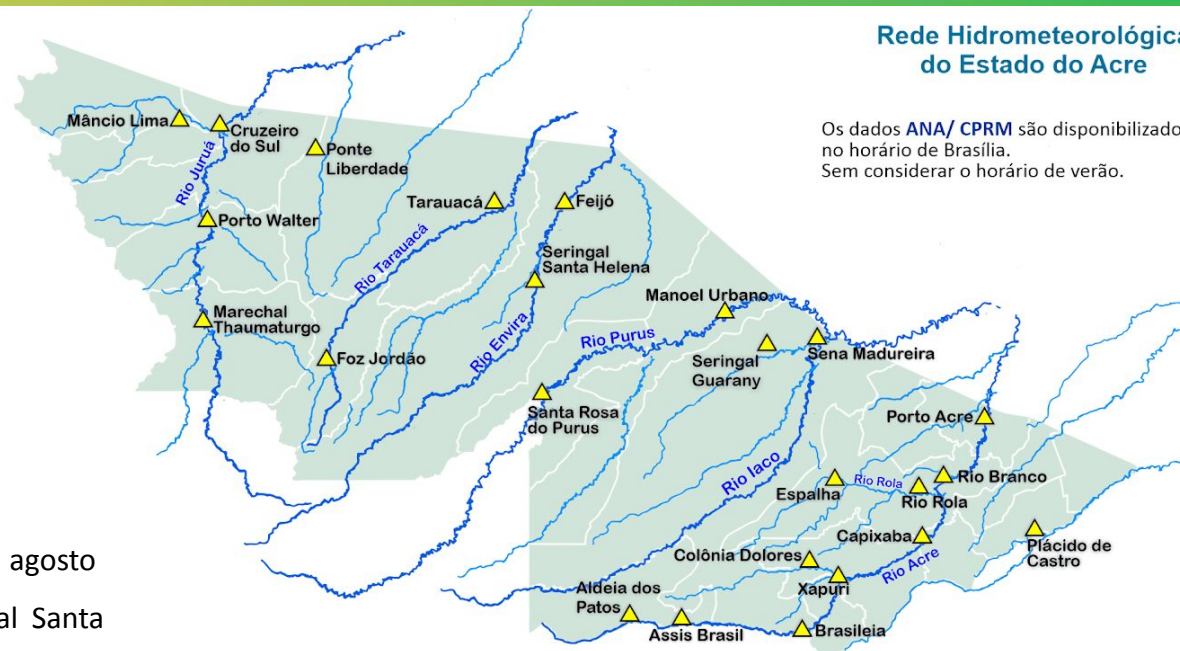 Rede Hidrometeorológica
do Estado do Acre
Os dados ANA/ CPRM são disponibilizado
no horário de Brasília.
Sem considerar o horário de verão.
Mâncio Lima
Cruzeiro
do Sul
Ponte
Liberdade
Rio Juruá
Porto Walter
Tarauacá
Feijó
Rio Tarauacá
Seringal
Santa Helena
Marechal
Thaumaturgo
Foz Jordão
Rio Envira
Manoel Urbano
Rio Purus
Seringal
Guarany
Sena Madureira
Santa Rosa
do Purus
Porto Acre
Rio Iaco
Espalha
Rio Rola
Rio Rola
Rio Branco
Capixaba
Plácido de
Castro
Colônia Dolores
Rio Acre
Xapuri
Aldeia dos
Patos
Assis Brasil
Brasileia
agosto
al Santa